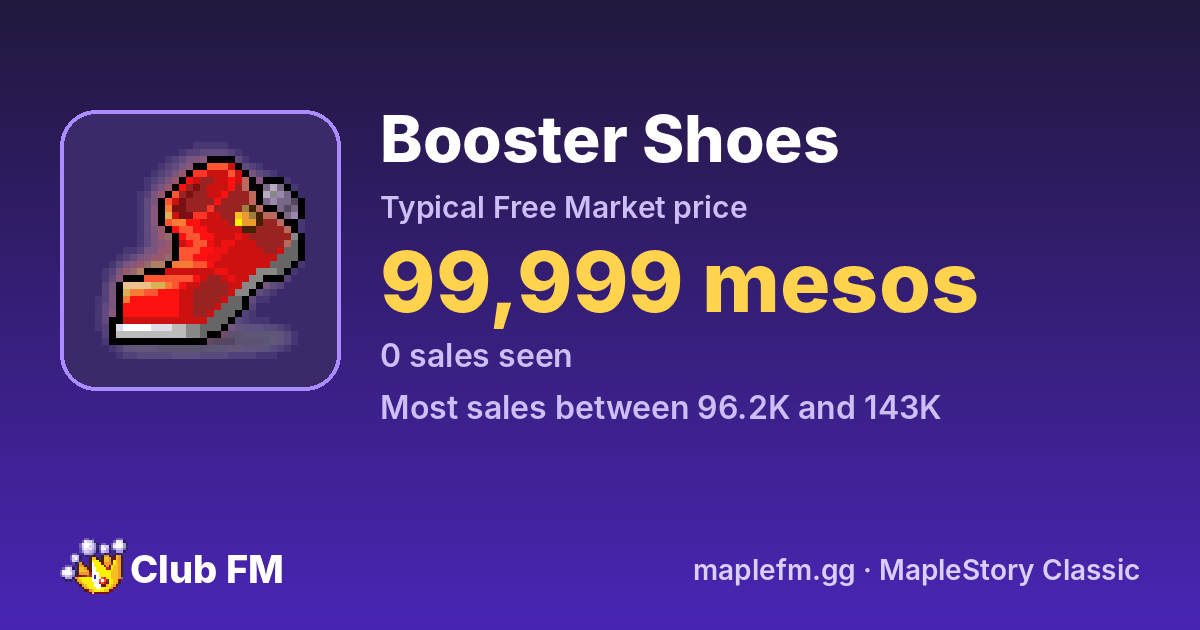 Booster Shoes
Typical Free Market price
99,999 mesos
0 sales seen
Most sales between 96.2K and 143K
Club FM
maplefm.gg · MapleStory Classic